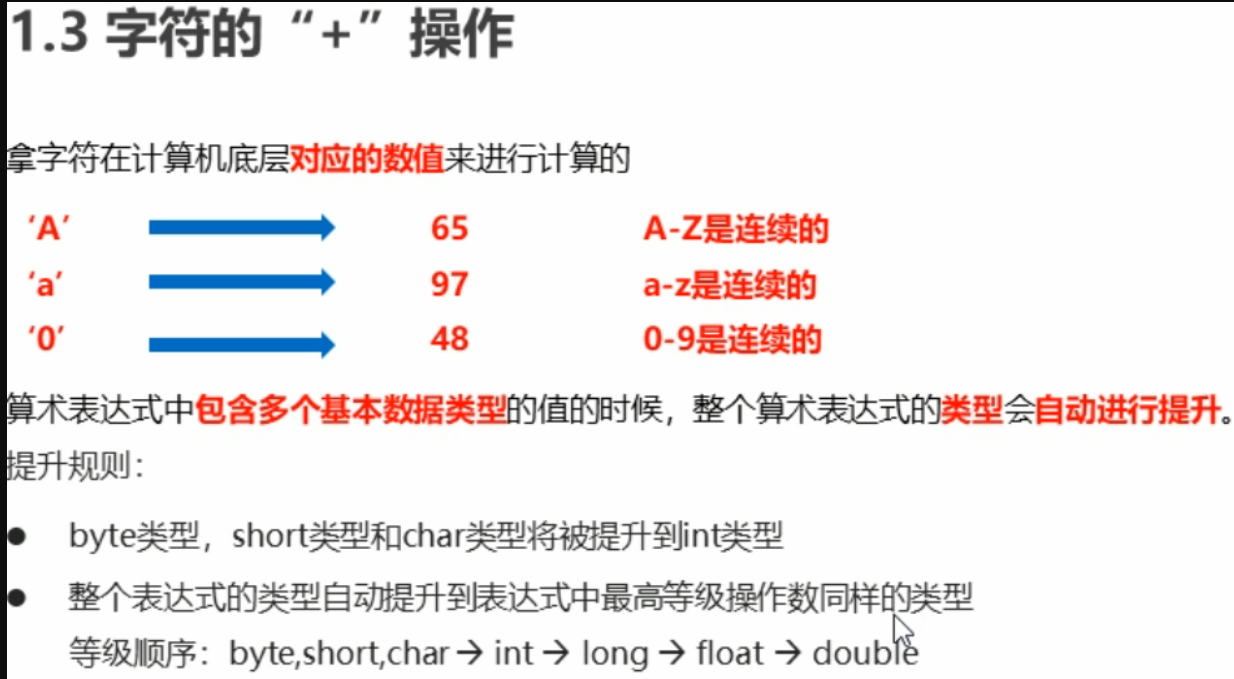 1.3 字符的“+”操作
拿字符在计算机底层对应的数值来进行计算的
‘A’ 65 A-Z是连续的
‘a’ 97 a-z是连续的
‘0’ 48 0-9是连续的
算术表达式中包含多个基本数据类型的值的时候，整个算术表达式的类型会自动进行提升。
提升规则：
● byte类型，short类型和char类型将被提升到int类型
● 整个表达式的类型自动提升到表达式中最高等级操作数同样的类型
等级顺序：byte,short,char → int → long → float → double